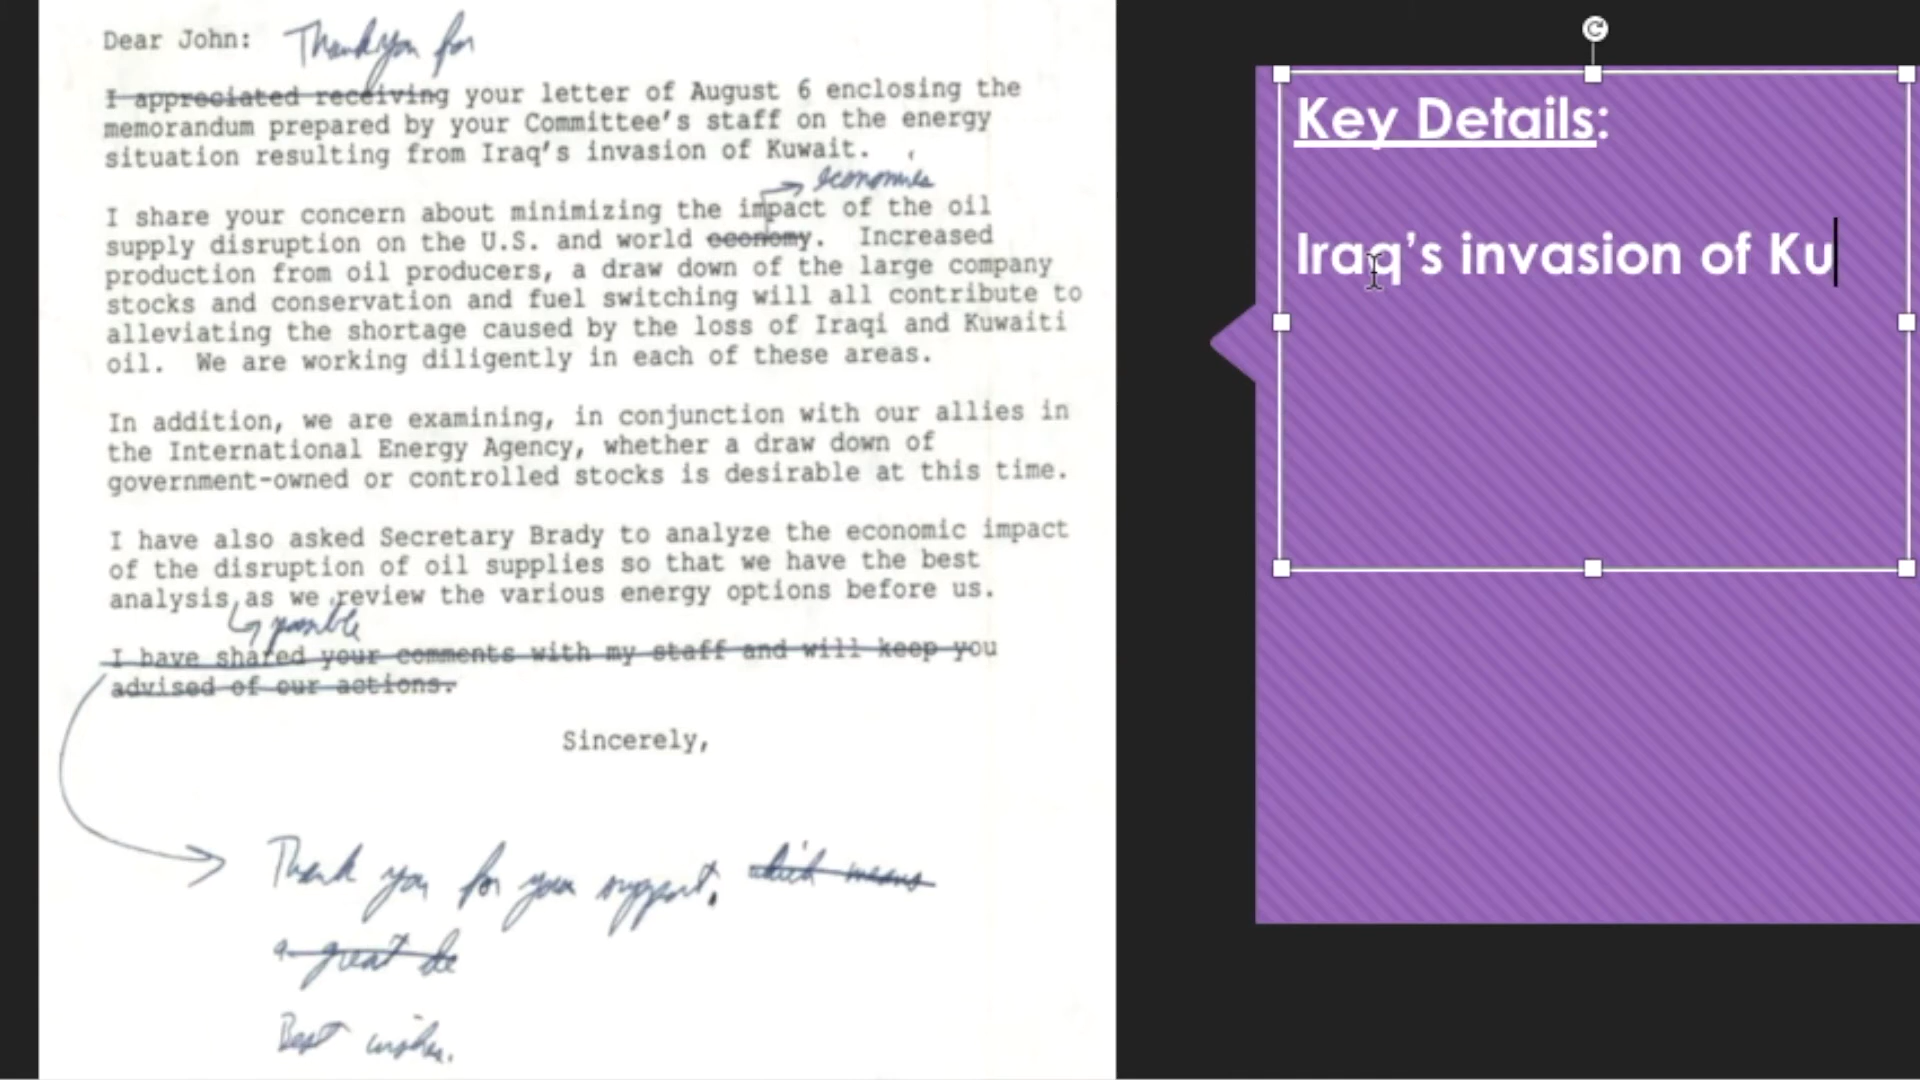 Dear John: Thank you for
I appreciated receiving your letter of August 6 enclosing the
memorandum prepared by your Committee's staff on the energy
situation resulting from Iraq's invasion of Kuwait.
economies
I share your concern about minimizing the impact of the oil
supply disruption on the U.S. and world economy. Increased
production from oil producers, a draw down of the large company
stocks and conservation and fuel switching will all contribute to
alleviating the shortage caused by the loss of Iraqi and Kuwaiti
oil. We are working diligently in each of these areas.
In addition, we are examining, in conjunction with our allies in
the International Energy Agency, whether a draw down of
government-owned or controlled stocks is desirable at this time.
I have also asked Secretary Brady to analyze the economic impact
of the disruption of oil supplies so that we have the best
analysis as we review the various energy options before us.
possible
I have shared your comments with my staff and will keep you
advised of our actions.
Sincerely,
Thank you for your support. which means
a great de
Best wishes.
Key Details:
Iraq’s invasion of Ku